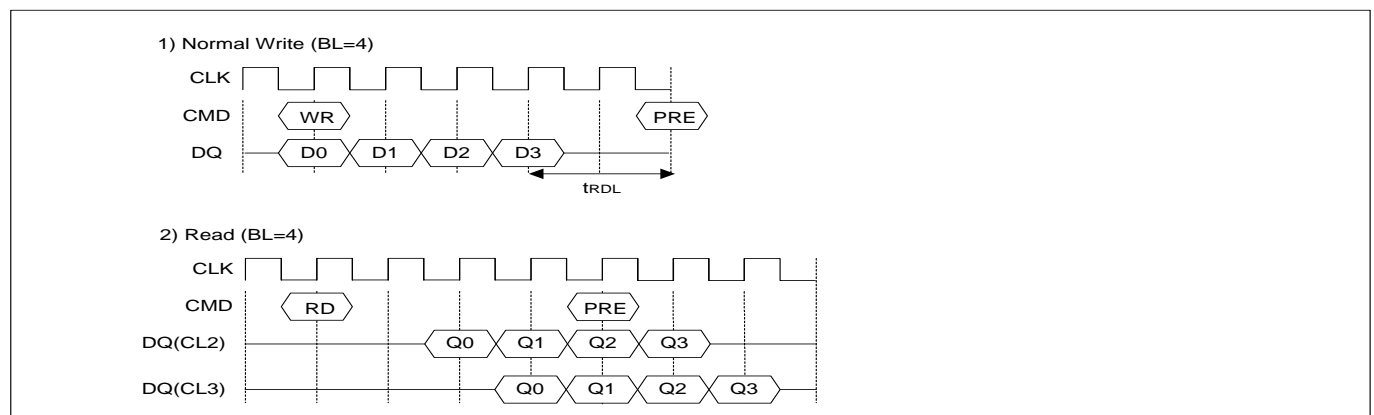 1) Normal Write (BL=4)
CLK
CMD WR PRE
DQ D0 D1 D2 D3
tRDL
2) Read (BL=4)
CLK
CMD RD PRE
DQ(CL2) Q0 Q1 Q2 Q3
DQ(CL3) Q0 Q1 Q2 Q3